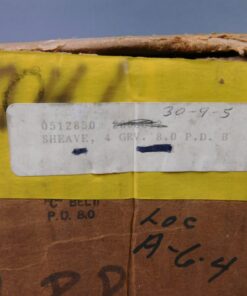 30-9-5
0512850
SHEAVE, 4 GRV. 8.0 P.D. B
"C" BELT
P.D. 8.0
LOC
A-6-4